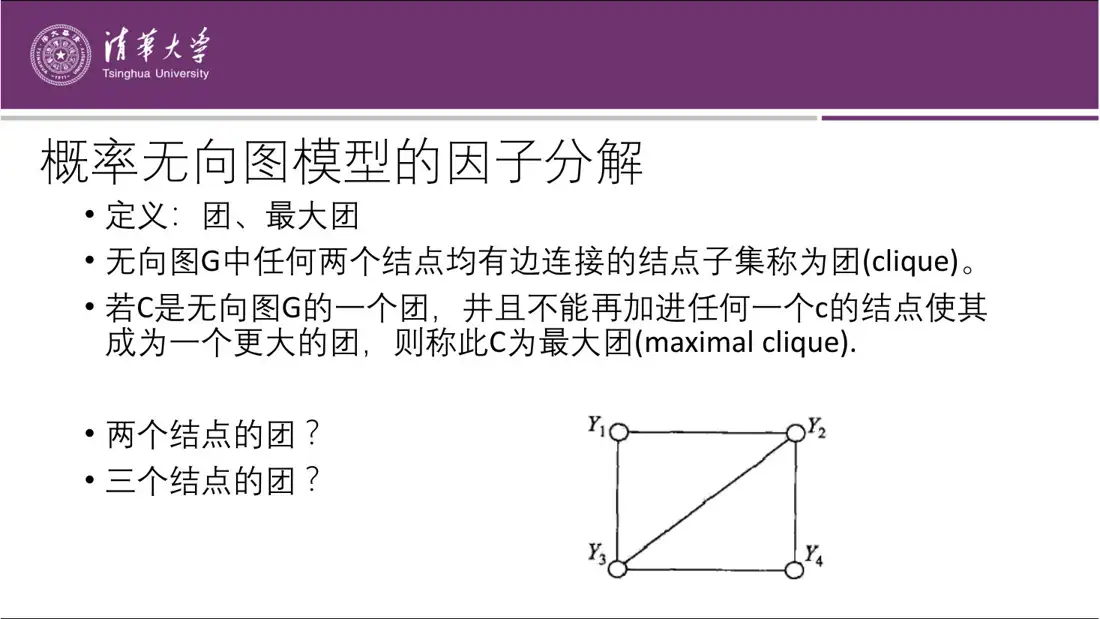 清华大学
Tsinghua University
概率无向图模型的因子分解
• 定义：团、最大团
• 无向图G中任何两个结点均有边连接的结点子集称为团(clique)。
• 若C是无向图G的一个团，井且不能再加进任何一个c的结点使其
成为一个更大的团，则称此C为最大团(maximal clique).
• 两个结点的团？
• 三个结点的团？
Y1
Y2
Y3
Y4